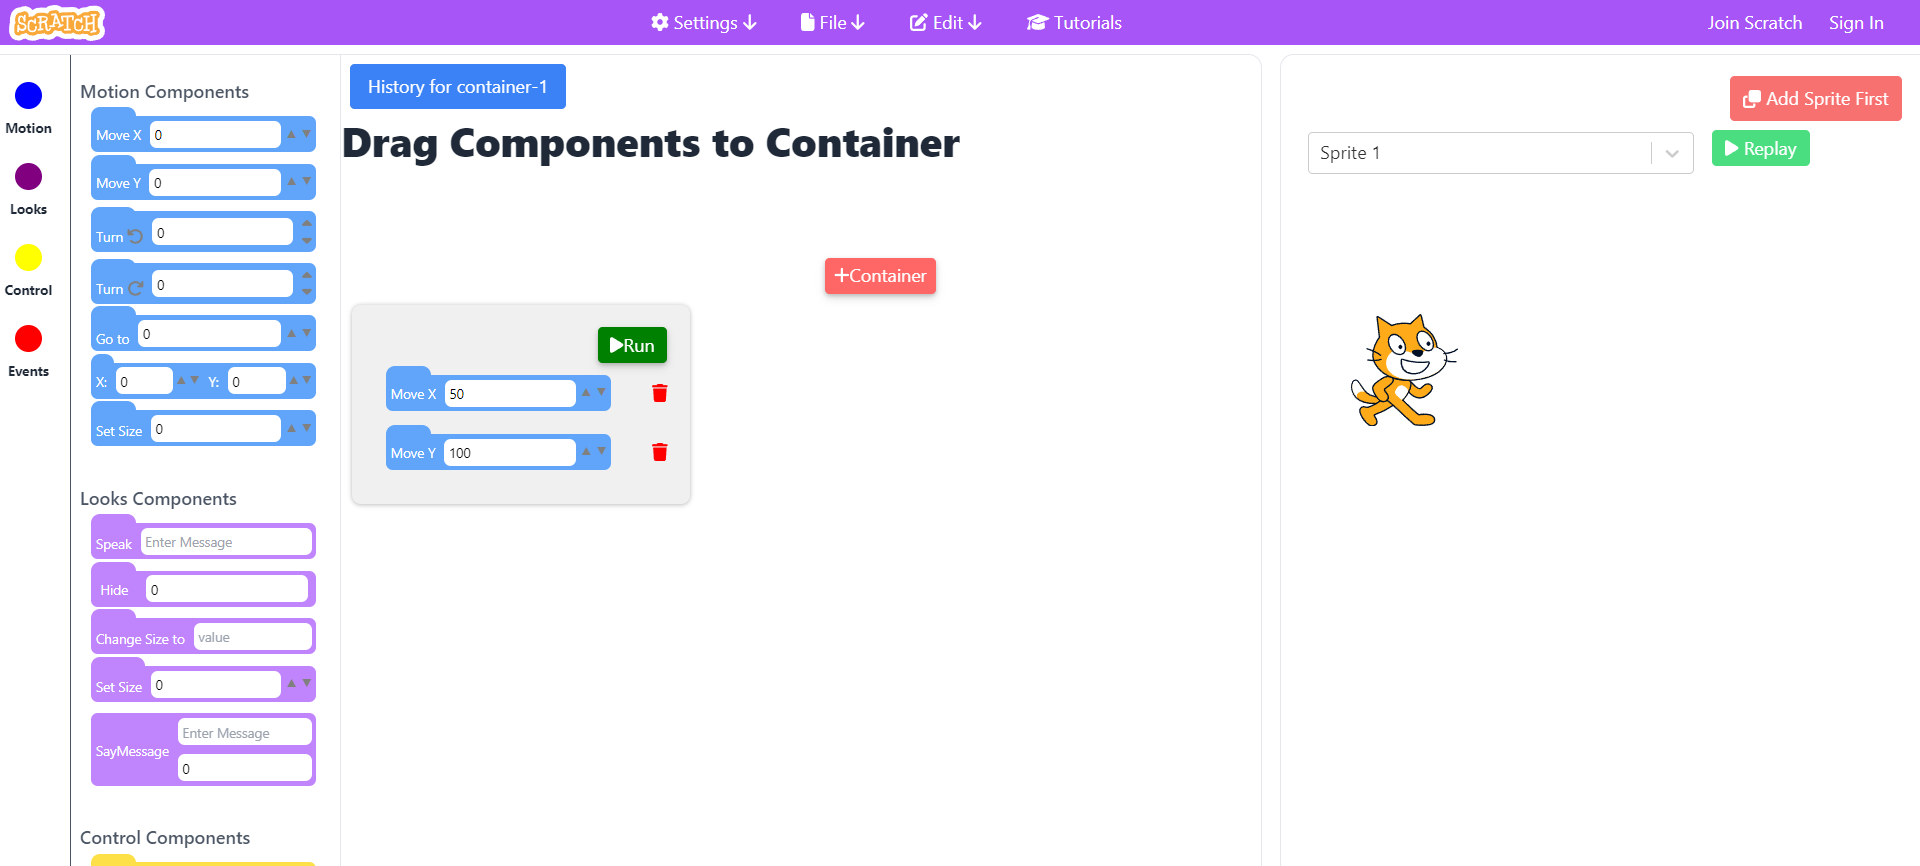 SCRATCH
Settings
File
Edit
Tutorials
Join Scratch
Sign In
Motion
Looks
Control
Events
Motion Components
Move X 0
Move Y 0
Turn 0
Turn 0
Go to 0
X: 0 Y: 0
Set Size 0
Looks Components
Speak Enter Message
Hide 0
Change Size to value
Set Size 0
SayMessage Enter Message
0
Control Components
History for container-1
Drag Components to Container
+Container
Run
Move X 50
Move Y 100
Add Sprite First
Sprite 1
Replay